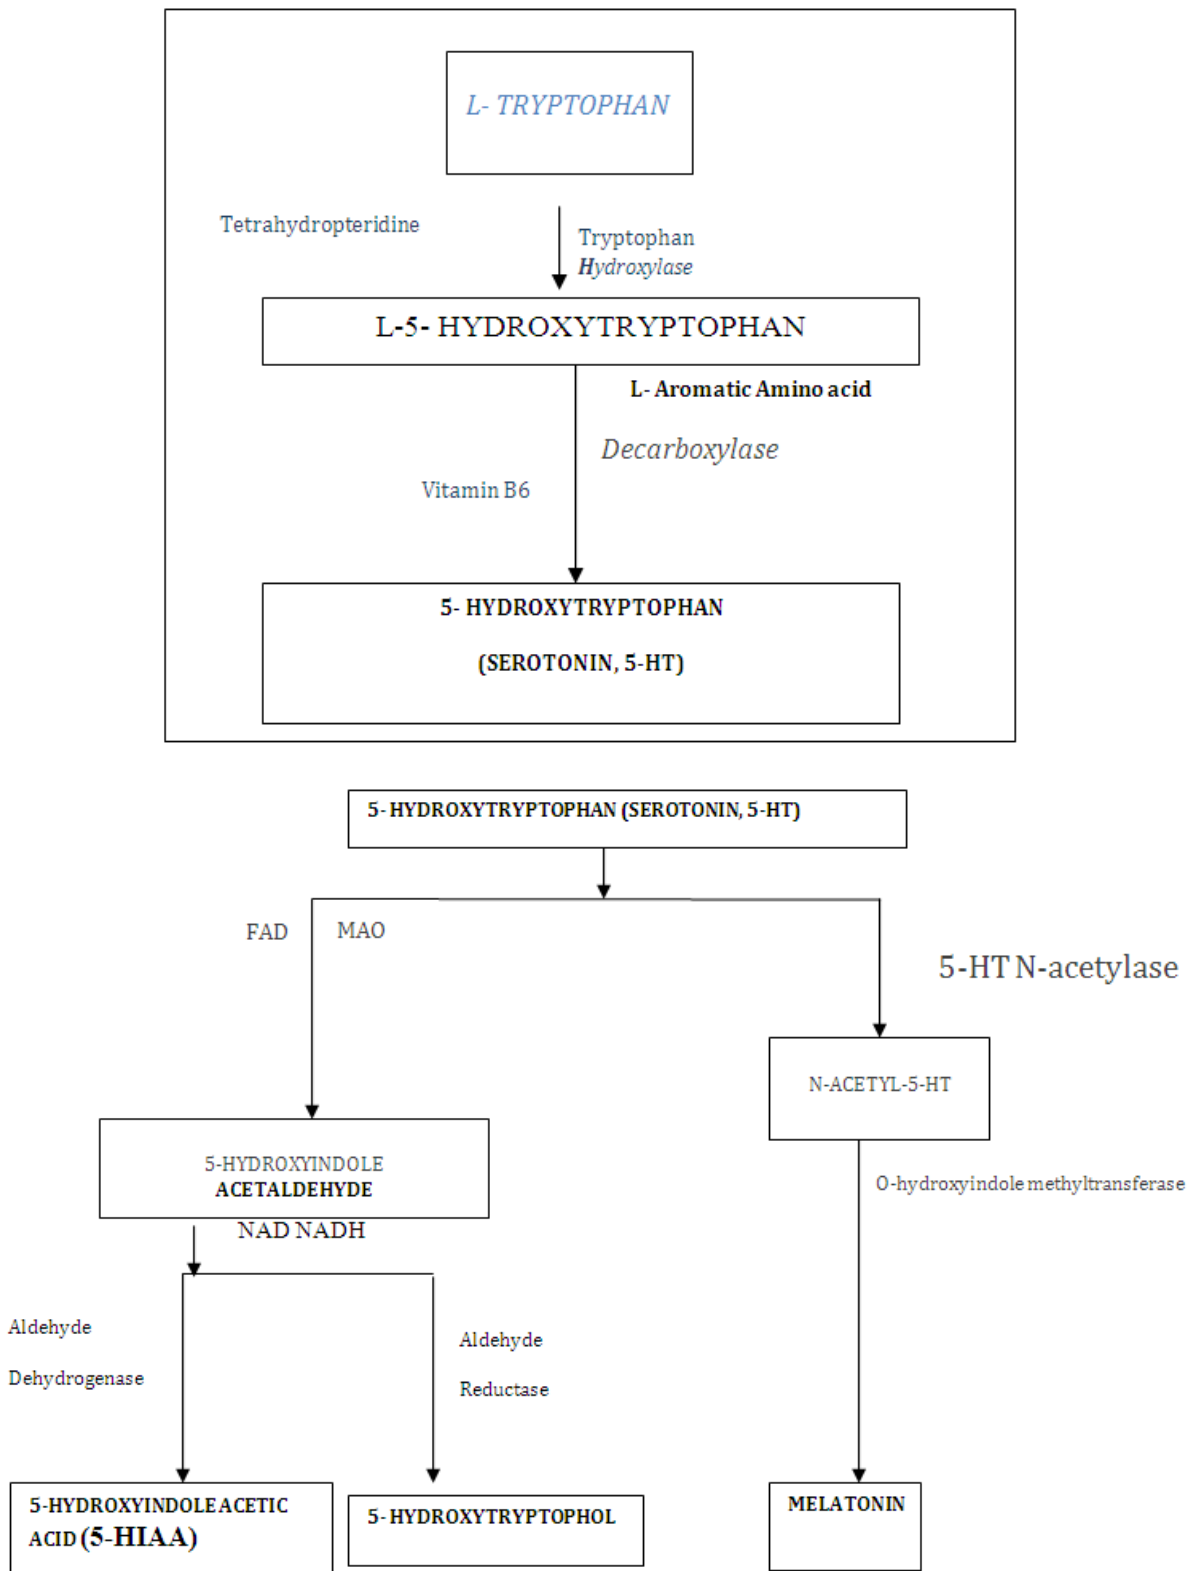 L- TRYPTOPHAN
Tetrahydropteridine
Tryptophan
Hydroxylase
L-5- HYDROXYTRYPTOPHAN
L- Aromatic Amino acid
Decarboxylase
Vitamin B6
5- HYDROXYTRYPTOPHAN
(SEROTONIN, 5-HT)
5- HYDROXYTRYPTOPHAN (SEROTONIN, 5-HT)
FAD
MAO
5-HT N-acetylase
N-ACETYL-5-HT
5-HYDROXYINDOLE
ACETALDEHYDE
O-hydroxyindole methyltransferase
NAD NADH
Aldehyde
Dehydrogenase
Aldehyde
Reductase
5-HYDROXYINDOLE ACETIC
ACID (5-HIAA)
5- HYDROXYTRYPTOPHOL
MELATONIN